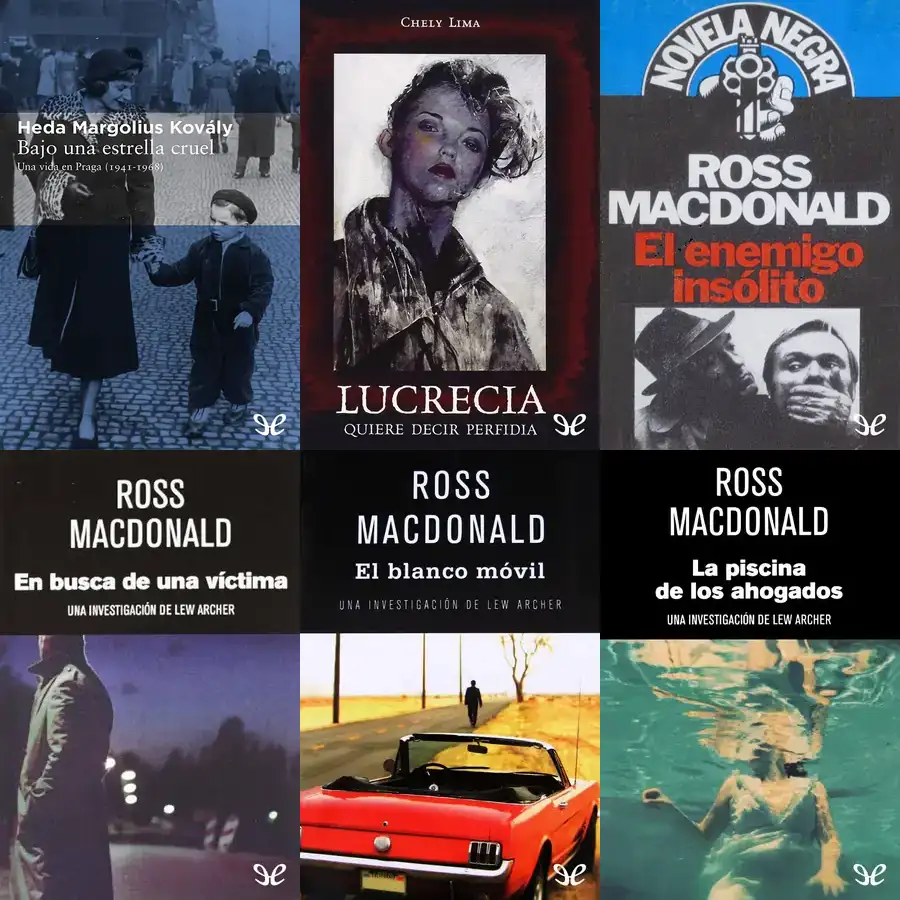 Heda Margolius Kovály
Bajo una estrella cruel
Una vida en Praga (1941-1968)
CHELY LIMA
LUCRECIA
QUIERE DECIR PERFIDIA
NOVELA NEGRA
ROSS
MACDONALD
El enemigo
insólito
ROSS
MACDONALD
En busca de una víctima
UNA INVESTIGACIÓN DE LEW ARCHER
ROSS
MACDONALD
El blanco móvil
UNA INVESTIGACIÓN DE LEW ARCHER
ROSS
MACDONALD
La piscina
de los ahogados
UNA INVESTIGACIÓN DE LEW ARCHER